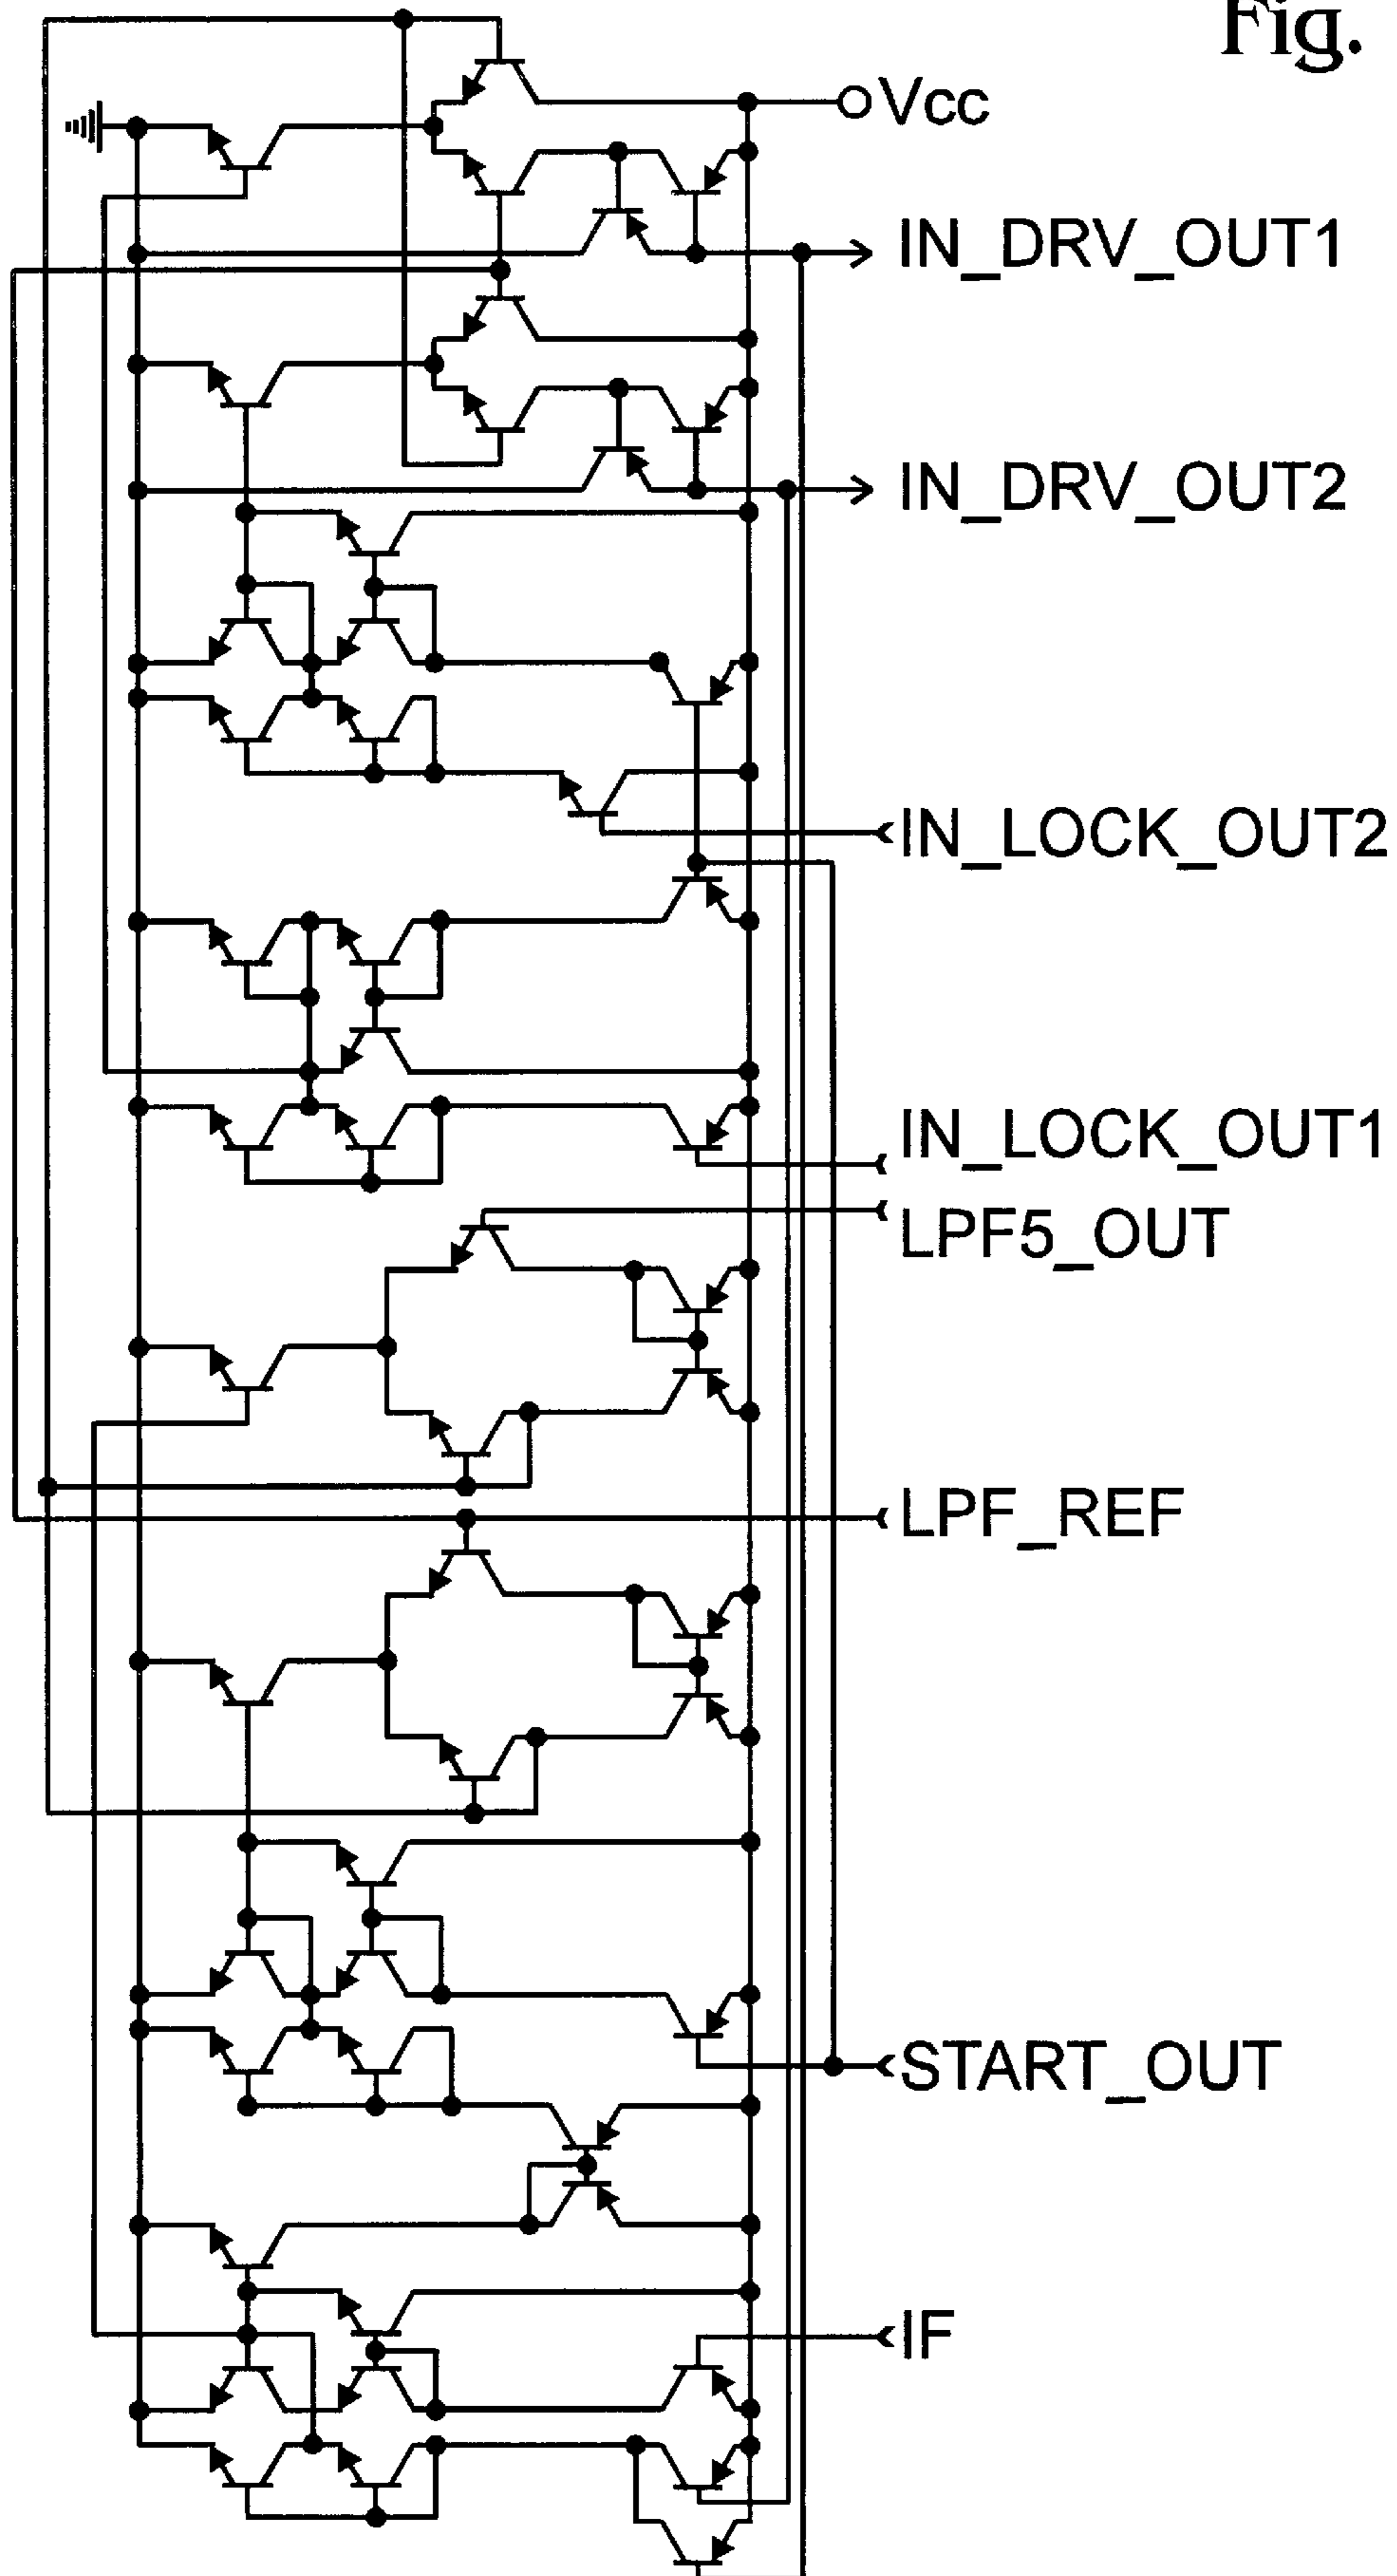 Fig.
Vcc
IN_DRV_OUT1
IN_DRV_OUT2
IN_LOCK_OUT2
IN_LOCK_OUT1
LPF5_OUT
LPF_REF
START_OUT
IF